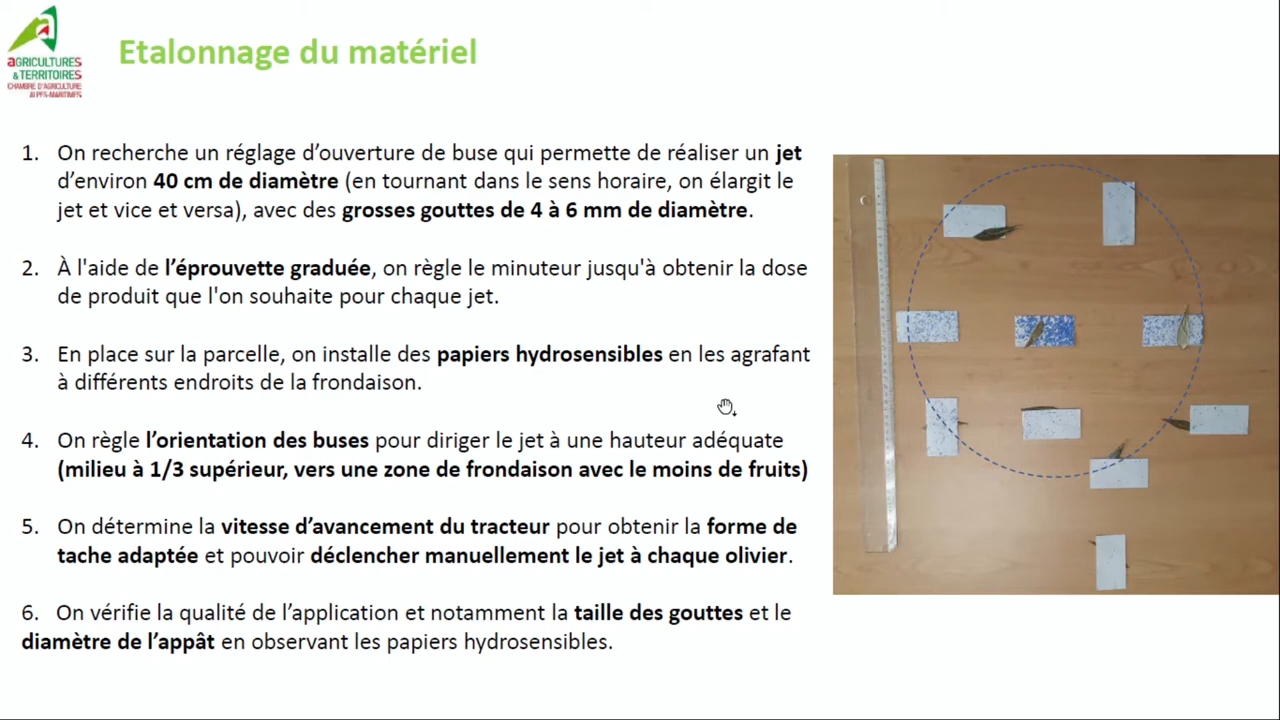 aGRICULTURES
& TERRITOIRES
CHAMBRE D'AGRICULTURE
ALPES-MARITIMES
Etalonnage du matériel
1. On recherche un réglage d'ouverture de buse qui permette de réaliser un jet
d'environ 40 cm de diamètre (en tournant dans le sens horaire, on élargit le
jet et vice et versa), avec des grosses gouttes de 4 à 6 mm de diamètre.
2. À l'aide de l'éprouvette graduée, on règle le minuteur jusqu'à obtenir la dose
de produit que l'on souhaite pour chaque jet.
3. En place sur la parcelle, on installe des papiers hydrosensibles en les agrafant
à différents endroits de la frondaison.
4. On règle l'orientation des buses pour diriger le jet à une hauteur adéquate
(milieu à 1/3 supérieur, vers une zone de frondaison avec le moins de fruits)
5. On détermine la vitesse d'avancement du tracteur pour obtenir la forme de
tache adaptée et pouvoir déclencher manuellement le jet à chaque olivier.
6. On vérifie la qualité de l'application et notamment la taille des gouttes et le
diamètre de l'appât en observant les papiers hydrosensibles.